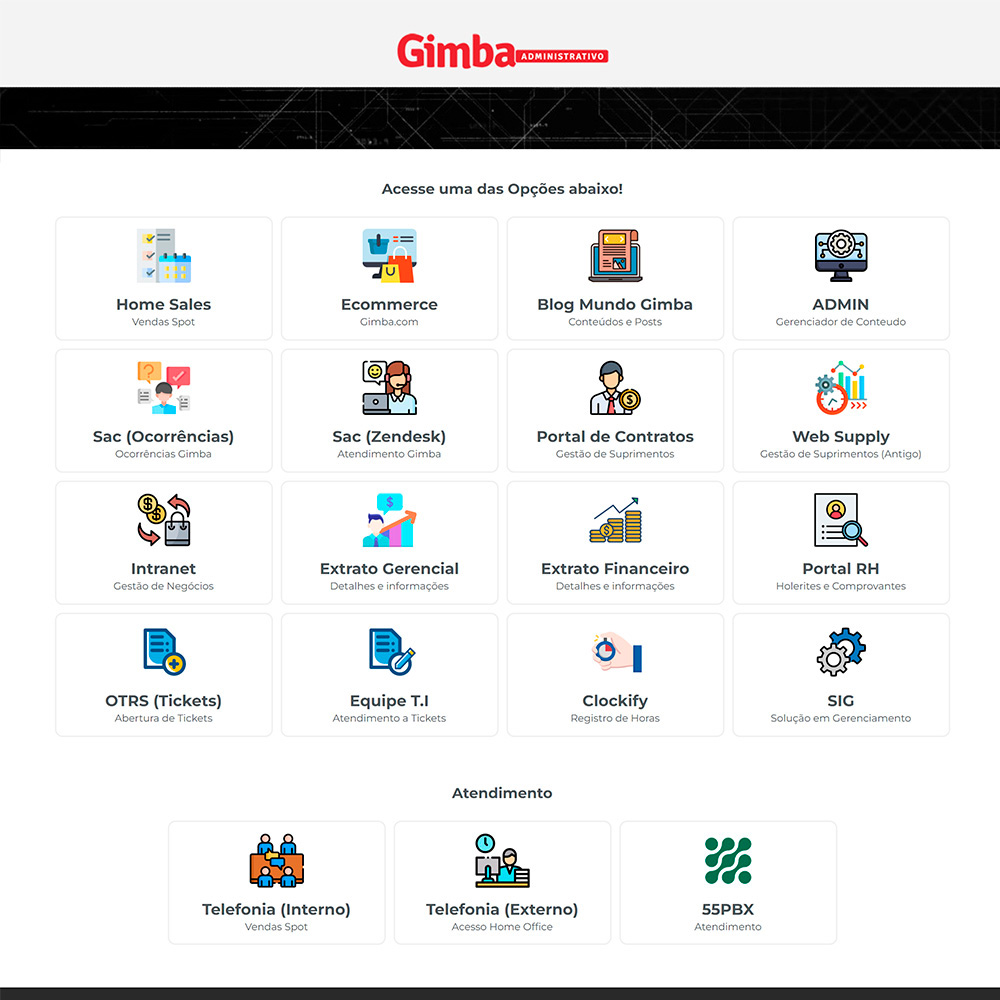 Gimba ADMINISTRATIVO
Acesse uma das Opções abaixo!
Home Sales
Vendas Spot
Ecommerce
Gimba.com
Blog Mundo Gimba
Conteúdos e Posts
ADMIN
Gerenciador de Conteudo
Sac (Ocorrências)
Ocorrências Gimba
Sac (Zendesk)
Atendimento Gimba
Portal de Contratos
Gestão de Suprimentos
Web Supply
Gestão de Suprimentos (Antigo)
Intranet
Gestão de Negócios
Extrato Gerencial
Detalhes e informações
Extrato Financeiro
Detalhes e informações
Portal RH
Holerites e Comprovantes
OTRS (Tickets)
Abertura de Tickets
Equipe T.I
Atendimento a Tickets
Clockify
Registro de Horas
SIG
Solução em Gerenciamento
Atendimento
Telefonia (Interno)
Vendas Spot
Telefonia (Externo)
Acesso Home Office
55PBX
Atendimento